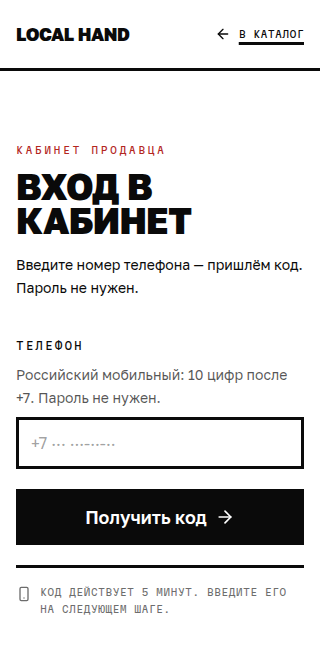 LOCAL HAND
← В КАТАЛОГ
КАБИНЕТ ПРОДАВЦА
ВХОД В
КАБИНЕТ
Введите номер телефона — пришлём код.
Пароль не нужен.
ТЕЛЕФОН
Российский мобильный: 10 цифр после
+7. Пароль не нужен.
+7 ··· ···-··-··
Получить код →
КОД ДЕЙСТВУЕТ 5 МИНУТ. ВВЕДИТЕ ЕГО
НА СЛЕДУЮЩЕМ ШАГЕ.